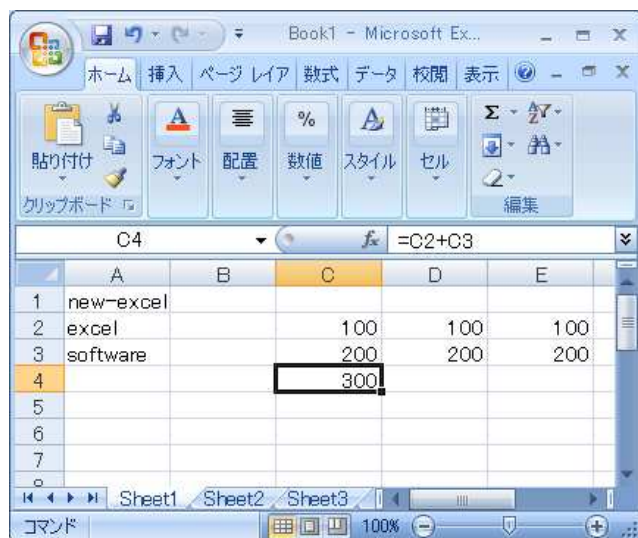 Book1 - Microsoft Ex...
ホーム 挿入 ページ レイア 数式 データ 校閲 表示
% Σ
貼り付け フォント 配置 数値 スタイル セル
クリップボード 編集
C4 fx =C2+C3
A B C D E
1 new-excel
2 excel 100 100 100
3 software 200 200 200
4 300
5
6
7
Sheet1 Sheet2 Sheet3
コマンド 100%